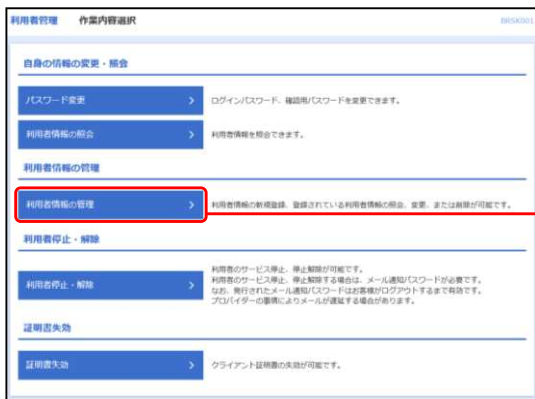 利用者管理 作業内容選択 BRSK001
自身の情報の変更・照会
パスワード変更 ログインパスワード、確認用パスワードを変更できます。
利用者情報の照会 利用者情報を照会できます。
利用者情報の管理
利用者情報の管理 利用者情報の新規登録、登録されている利用者情報の照会、変更、または削除が可能です。
利用者停止・解除
利用者のサービス停止、停止解除が可能です。
利用者停止・解除 利用者のサービス停止、停止解除する場合は、メール通知パスワードが必要です。
なお、発行されたメール通知パスワードはお客様がログアウトするまで有効です。
プロバイダーの事情によりメールが遅延する場合があります。
証明書失効
証明書失効 クライアント証明書の失効が可能です。